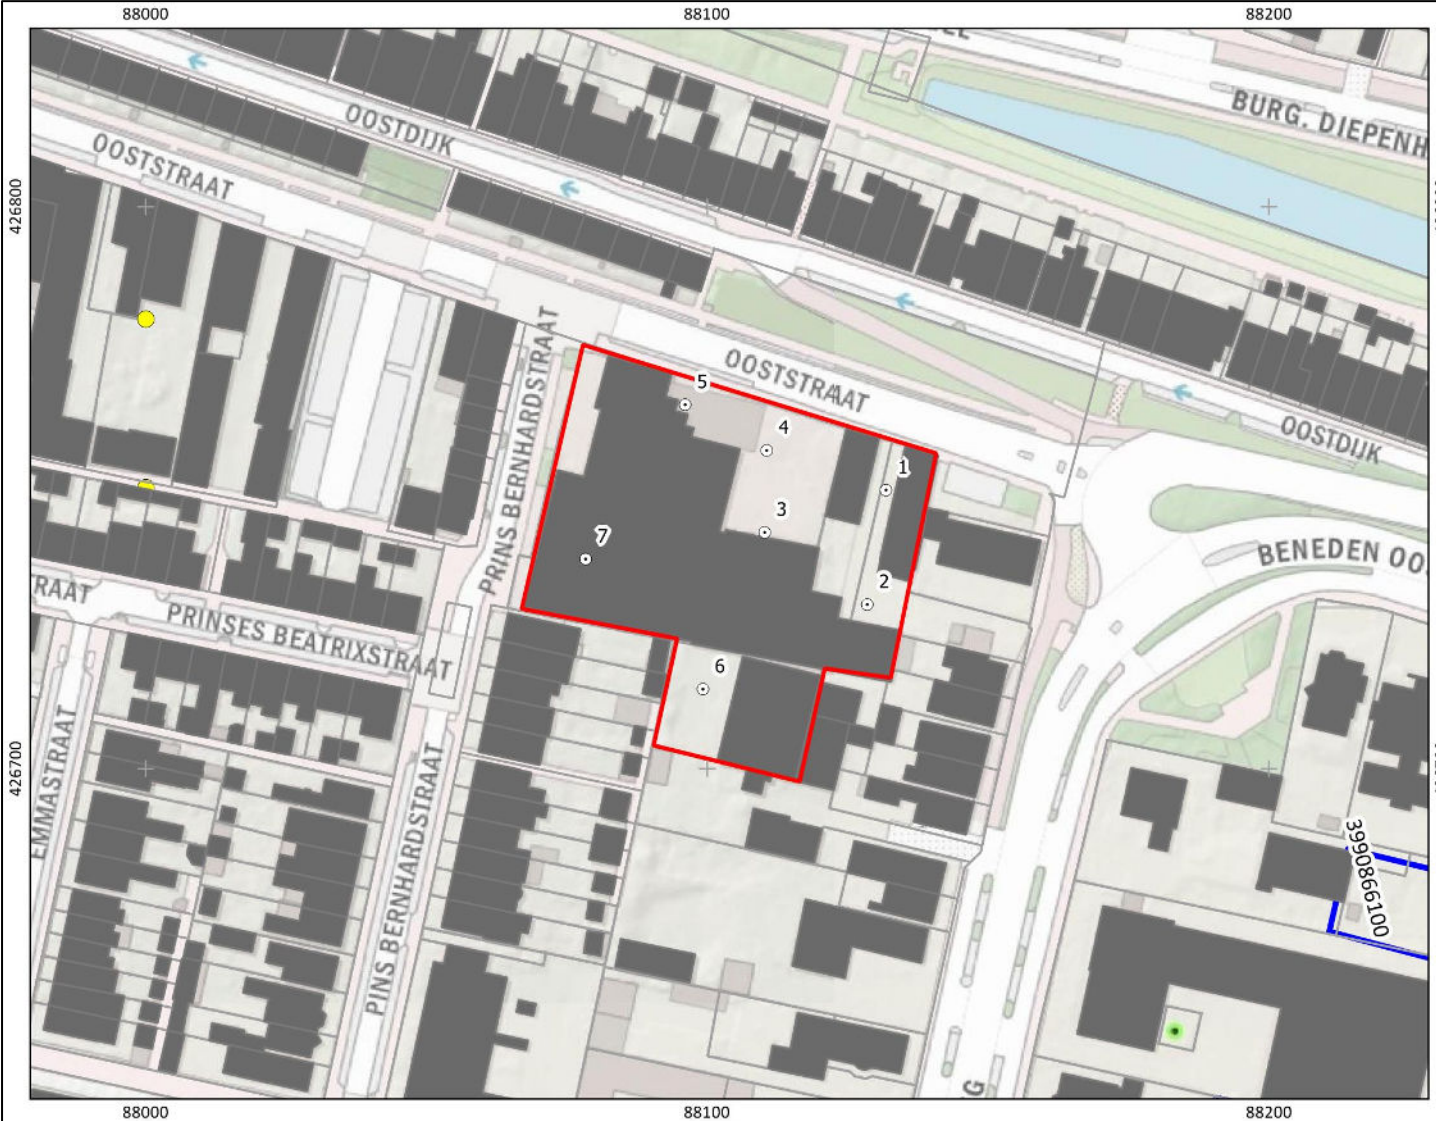 88000
88100
88200
BURG. DIEPENH
OOSTDIJK
OOSTSTRAAT
426800
PRINS BERNHARDSTRAAT
OOSTSTRAAT
5
4
1
3
7
2
6
OOSTDIJK
BENEDEN OO
RAAT
PRINSES BEATRIXSTRAAT
426700
EMMASTRAAT
PINS BERNHARDSTRAAT
3990866100
G
88000
88100
88200